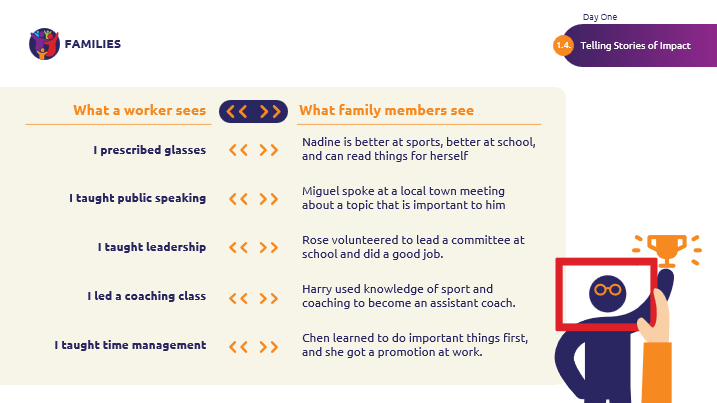 Day One
FAMILIES
1.4. Telling Stories of Impact
What a worker sees
What family members see
I prescribed glasses
Nadine is better at sports, better at school,
and can read things for herself
I taught public speaking
Miguel spoke at a local town meeting
about a topic that is important to him
I taught leadership
Rose volunteered to lead a committee at
school and did a good job.
I led a coaching class
Harry used knowledge of sport and
coaching to become an assistant coach.
I taught time management
Chen learned to do important things first,
and she got a promotion at work.